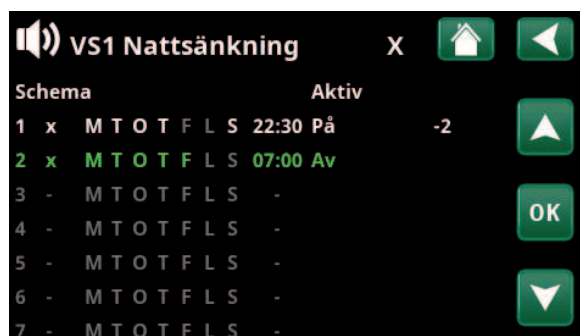 VS1 Nattsänkning X
Schema Aktiv
1 x M T O T F L S 22:30 På -2
2 x M T O T F L S 07:00 Av
3 - M T O T F L S -
4 - M T O T F L S -
OK
5 - M T O T F L S -
6 - M T O T F L S -
7 - M T O T F L S -